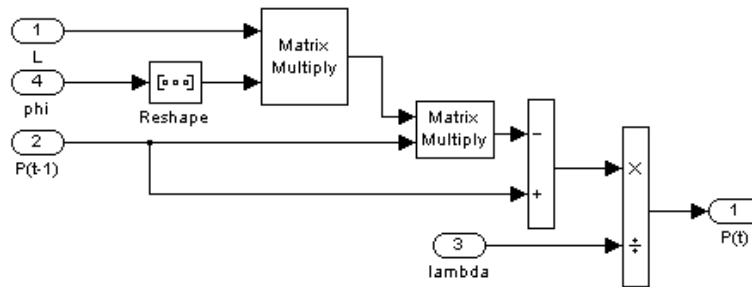 1
L
4
phi
Reshape
Matrix
Multiply
2
P(t-1)
Matrix
Multiply
−
+
3
lambda
×
÷
1
P(t)